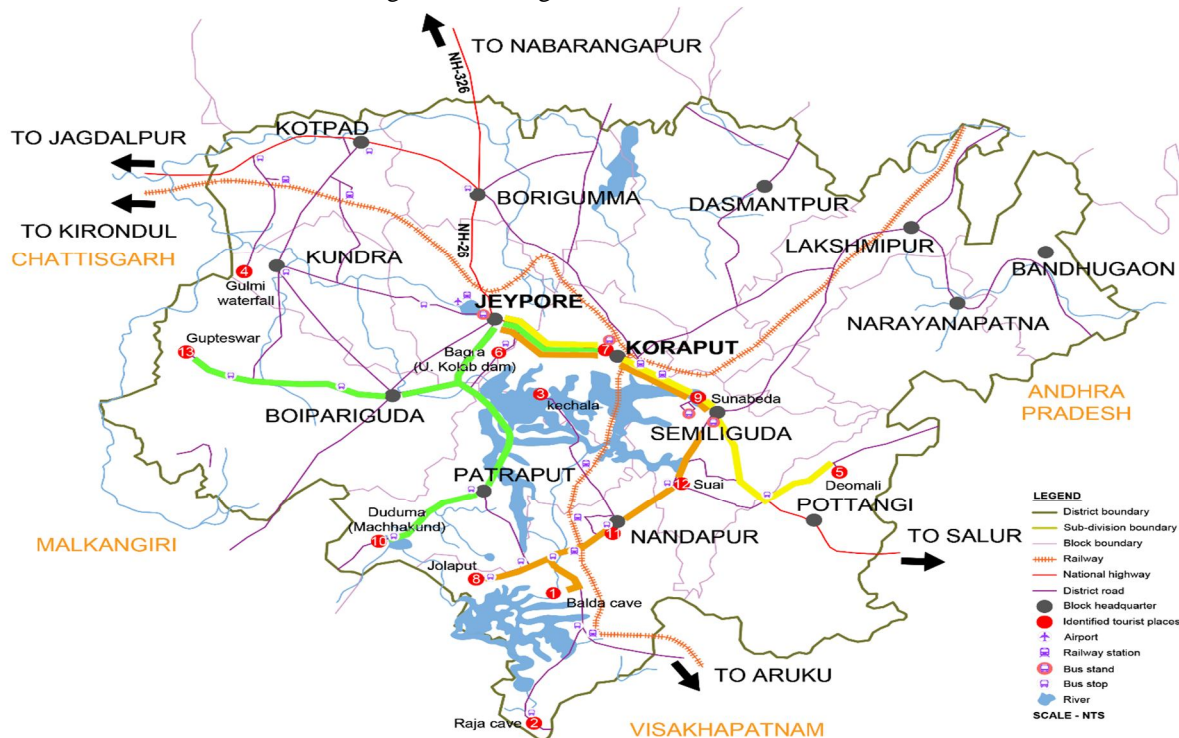 TO NABARANGAPUR
NH-326
TO JAGDALPUR
KOTPAD
BORIGUMMA
DASMANTPUR
TO KIRONDUL
CHATTISGARH
NH-26
LAKSHMIPUR
KUNDRA
BANDHUGAON
4
Gulmi
waterfall
JEYPORE
NARAYANAPATNA
Gupteswar
13
Bagra
6
(U. Kolab dam)
7
KORAPUT
3
kechala
9
Sunabeda
ANDHRA
PRADESH
BOIPARIGUDA
SEMILIGUDA
PATRAPUT
12
Suai
5
Deomali
Duduma
(Machhakund)
10
POTTANGI
MALKANGIRI
11
NANDAPUR
TO SALUR
Jolaput
8
1
Balda cave
TO ARUKU
Raja cave
2
VISAKHAPATNAM
LEGEND
District boundary
Sub-division boundary
Block boundary
Railway
National highway
District road
Block headquarter
Identified tourist places
Airport
Railway station
Bus stand
Bus stop
River
SCALE - NTS